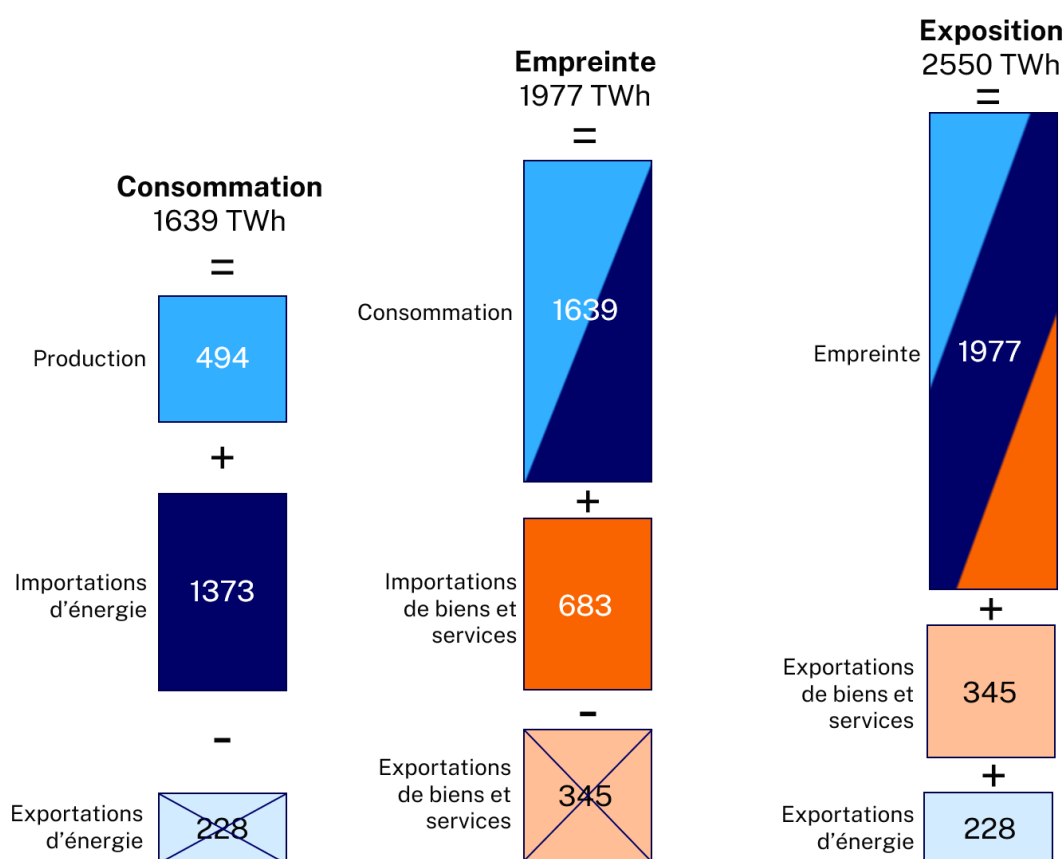 Consommation
1639 TWh
=
Production
494
+
Importations
d'énergie
1373
-
Exportations
d'énergie
228
Empreinte
1977 TWh
=
Consommation
1639
+
Importations
de biens et
services
683
-
Exportations
de biens et
services
345
Exposition
2550 TWh
=
Empreinte
1977
+
Exportations
de biens et
services
345
+
Exportations
d'énergie
228